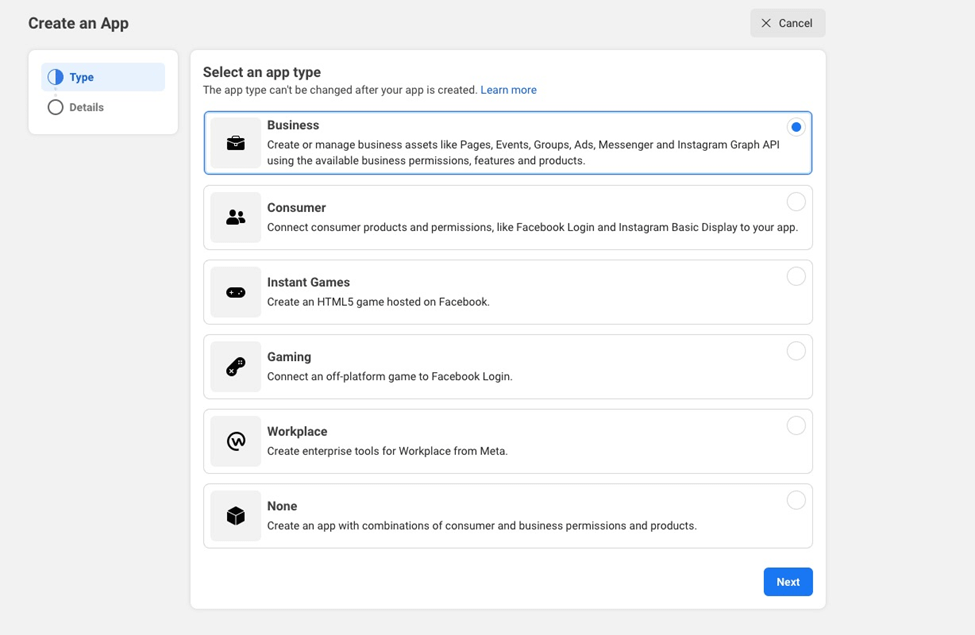 Create an App
Cancel
Type
Details
Select an app type
The app type can't be changed after your app is created. Learn more
Business
Create or manage business assets like Pages, Events, Groups, Ads, Messenger and Instagram Graph API
using the available business permissions, features and products.
Consumer
Connect consumer products and permissions, like Facebook Login and Instagram Basic Display to your app.
Instant Games
Create an HTML5 game hosted on Facebook.
Gaming
Connect an off-platform game to Facebook Login.
Workplace
Create enterprise tools for Workplace from Meta.
None
Create an app with combinations of consumer and business permissions and products.
Next